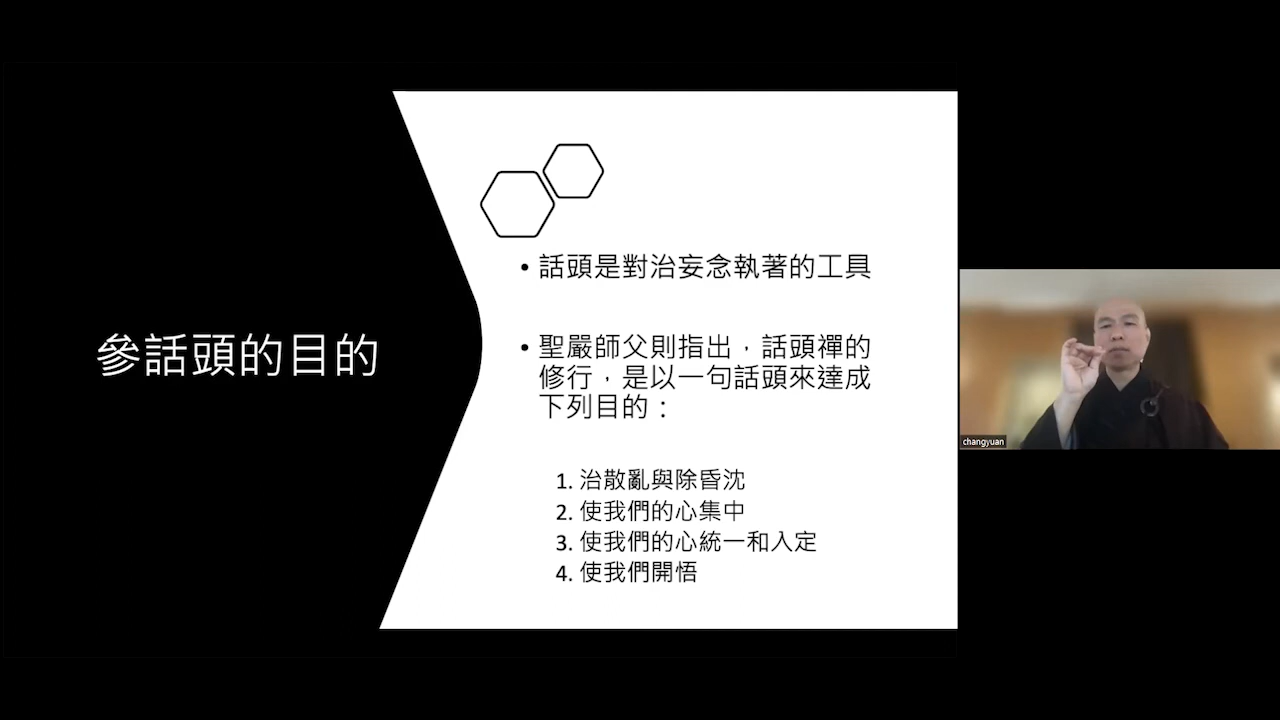 參話頭的目的
• 話頭是對治妄念執著的工具
• 聖嚴師父則指出，話頭禪的
修行，是以一句話頭來達成
下列目的：
1. 治散亂與除昏沈
2. 使我們的心集中
3. 使我們的心統一和入定
4. 使我們開悟
changyuan